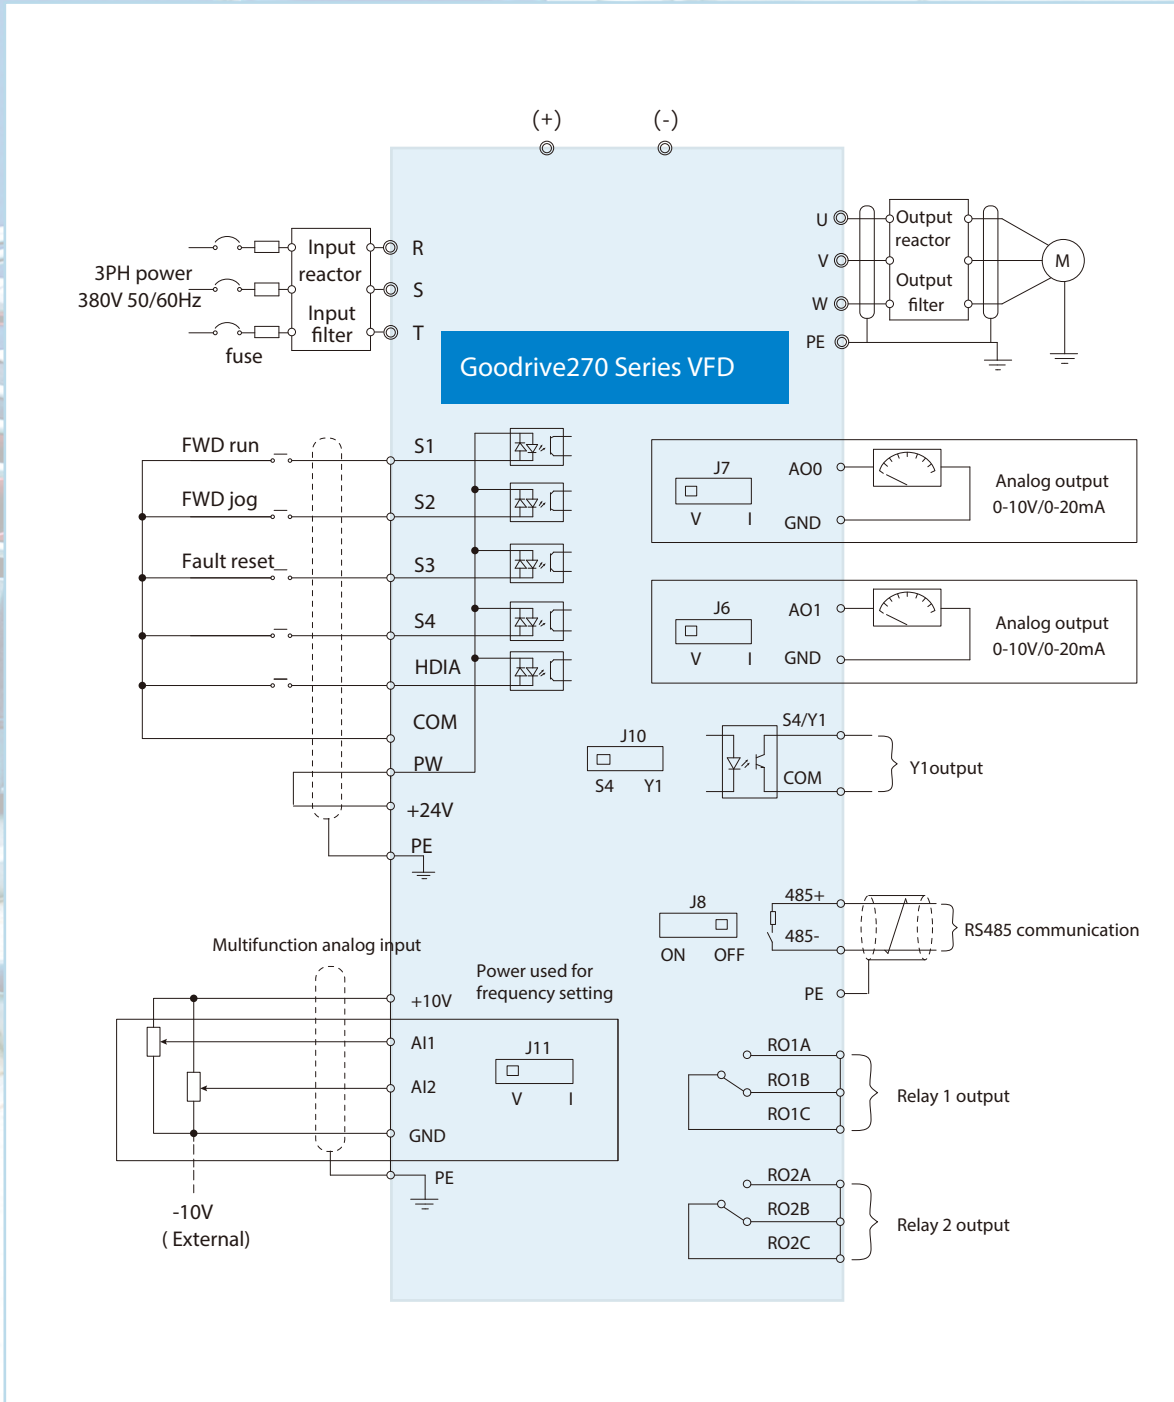 (+)
(-)
3PH power
380V 50/60Hz
fuse
Input
reactor
Input
filter
R
S
T
U
V
W
PE
Output
reactor
Output
filter
M
Goodrive270 Series VFD
FWD run
FWD jog
Fault reset
S1
S2
S3
S4
HDIA
COM
PW
+24V
PE
J7
V I
AO0
GND
Analog output
0-10V/0-20mA
J6
V I
AO1
GND
Analog output
0-10V/0-20mA
J10
S4 Y1
S4/Y1
COM
Y1output
J8
ON OFF
485+
485-
PE
RS485 communication
Multifunction analog input
Power used for
frequency setting
+10V
AI1
AI2
GND
PE
J11
V I
-10V
( External)
RO1A
RO1B
RO1C
Relay 1 output
RO2A
RO2B
RO2C
Relay 2 output